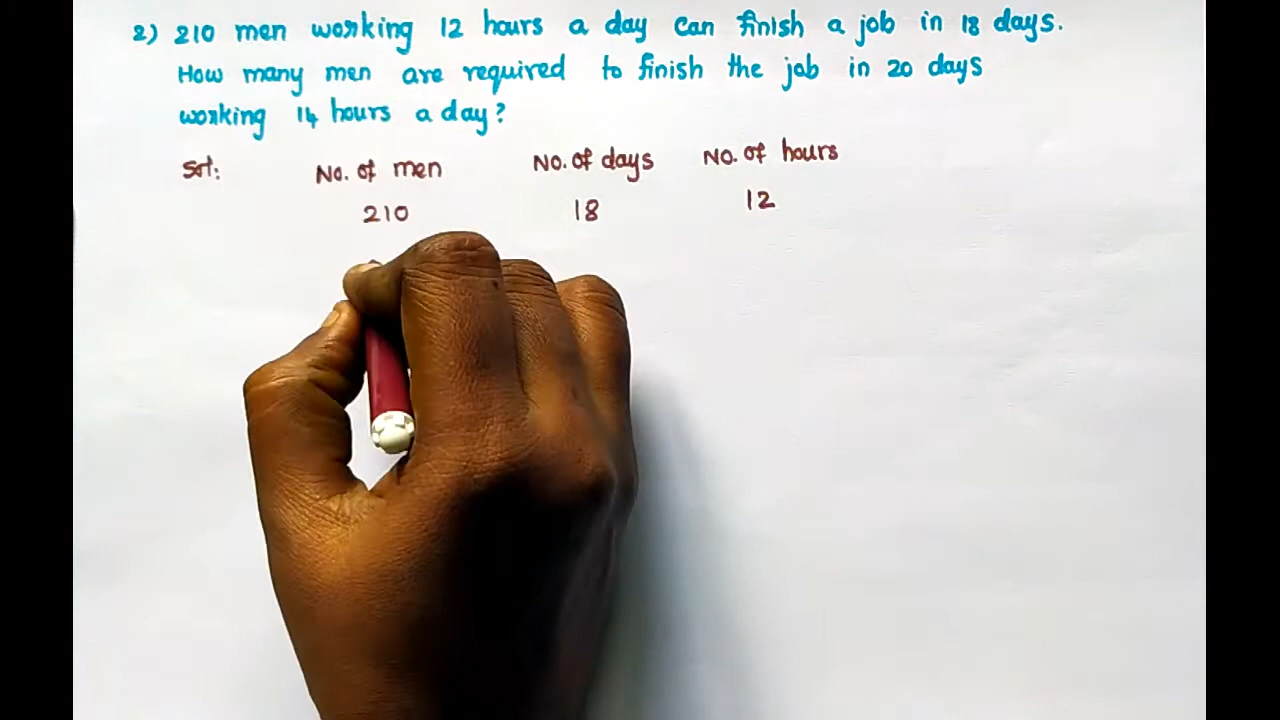 2) 210 men working 12 hours a day can finish a job in 18 days.
How many men are required to finish the job in 20 days
working 14 hours a day?
Sol: No. of men No. of days No. of hours
210 18 12